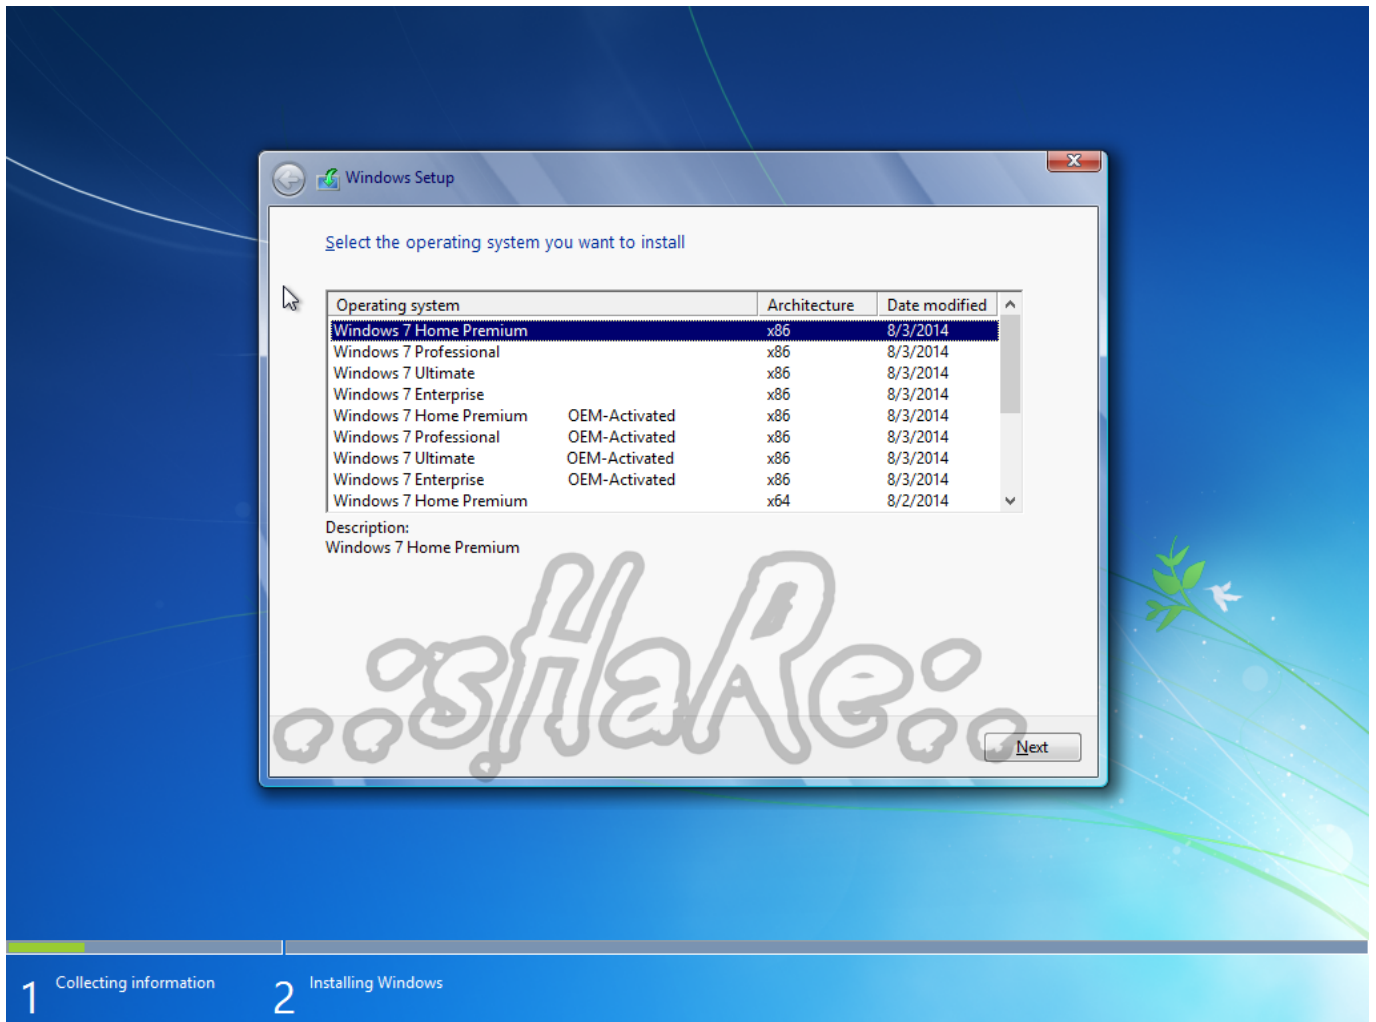 Windows Setup
Select the operating system you want to install
Operating system Architecture Date modified
Windows 7 Home Premium x86 8/3/2014
Windows 7 Professional x86 8/3/2014
Windows 7 Ultimate x86 8/3/2014
Windows 7 Enterprise x86 8/3/2014
Windows 7 Home Premium OEM-Activated x86 8/3/2014
Windows 7 Professional OEM-Activated x86 8/3/2014
Windows 7 Ultimate OEM-Activated x86 8/3/2014
Windows 7 Enterprise OEM-Activated x86 8/3/2014
Windows 7 Home Premium x64 8/2/2014
Description:
Windows 7 Home Premium
..:sHaRe:..
Next
1 Collecting information 2 Installing Windows